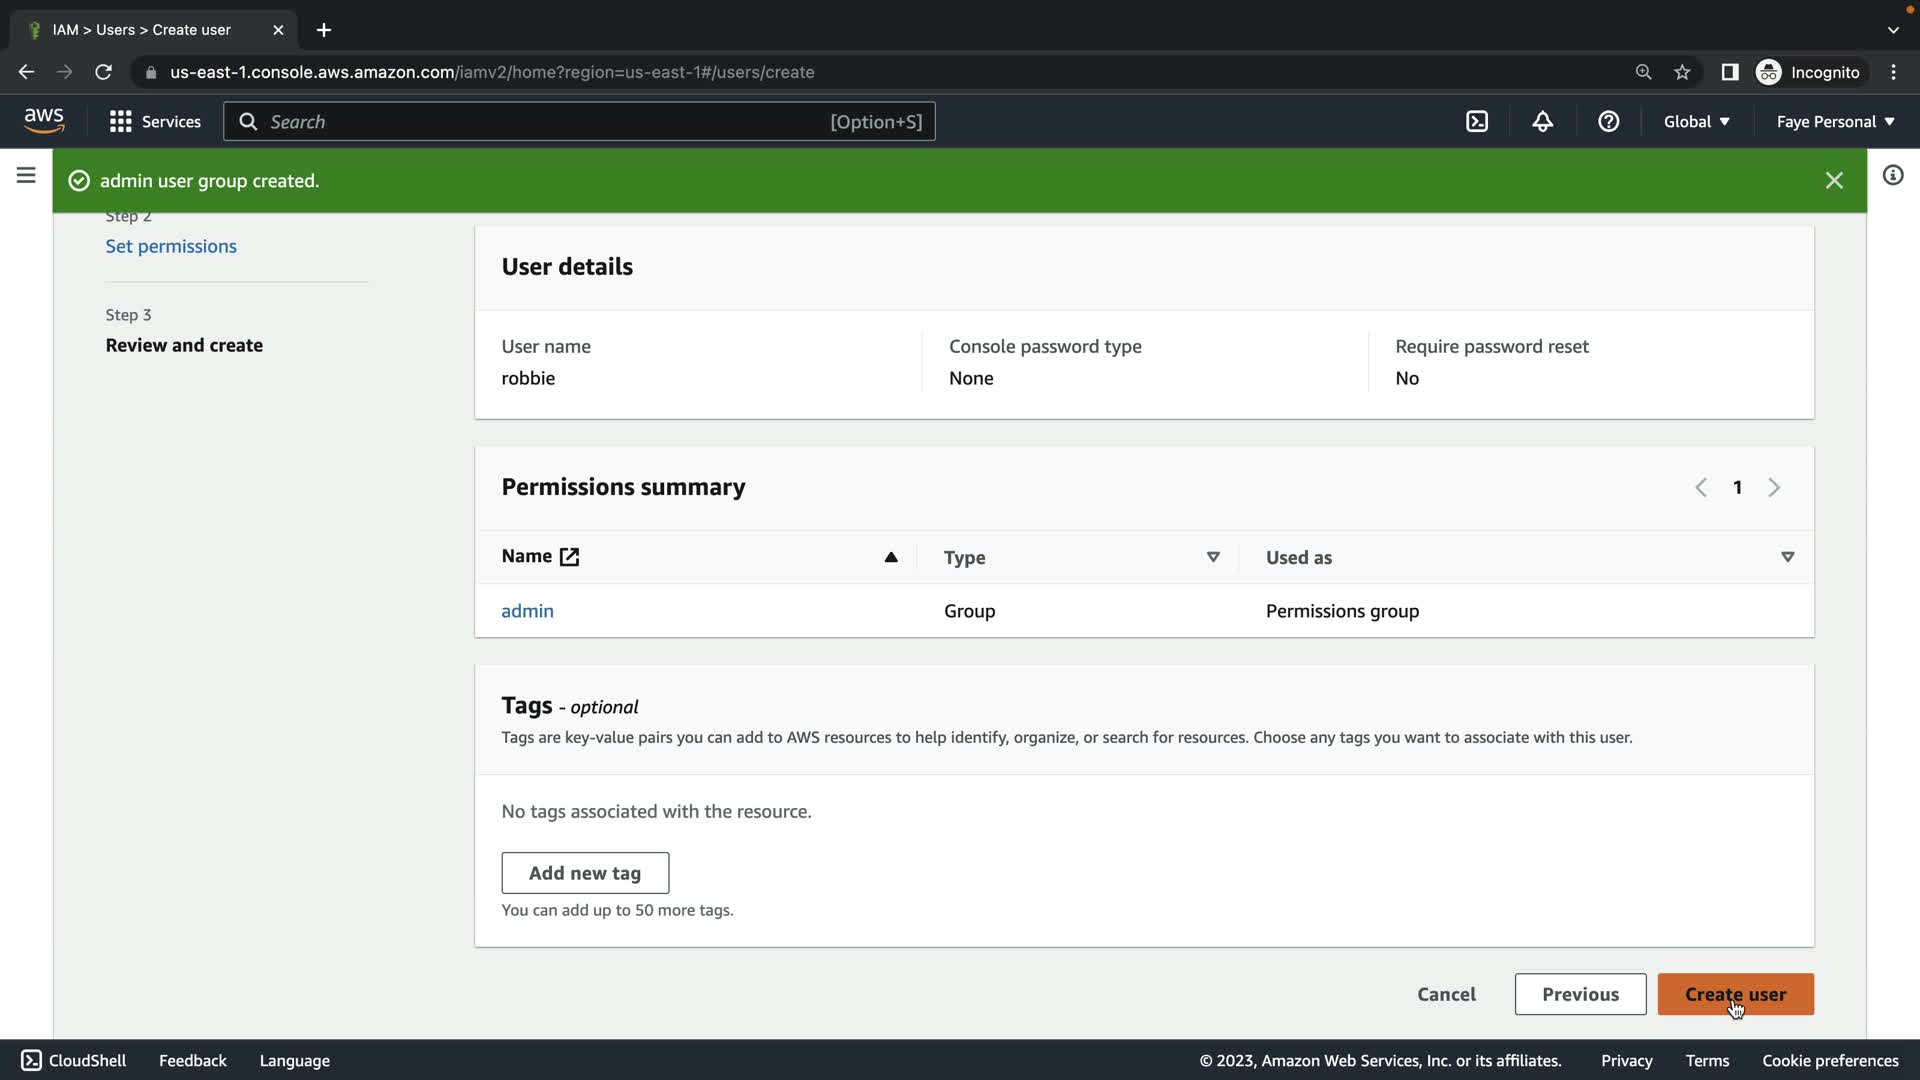 IAM > Users > Create user
us-east-1.console.aws.amazon.com/iamv2/home?region=us-east-1#/users/create
Incognito
aws
Services
Search
[Option+S]
Global
Faye Personal
admin user group created.
Step 2
Set permissions
Step 3
Review and create
User details
User name
robbie
Console password type
None
Require password reset
No
Permissions summary
1
Name
Type
Used as
admin
Group
Permissions group
Tags - optional
Tags are key-value pairs you can add to AWS resources to help identify, organize, or search for resources. Choose any tags you want to associate with this user.
No tags associated with the resource.
Add new tag
You can add up to 50 more tags.
Cancel
Previous
Create user
CloudShell
Feedback
Language
© 2023, Amazon Web Services, Inc. or its affiliates.
Privacy
Terms
Cookie preferences